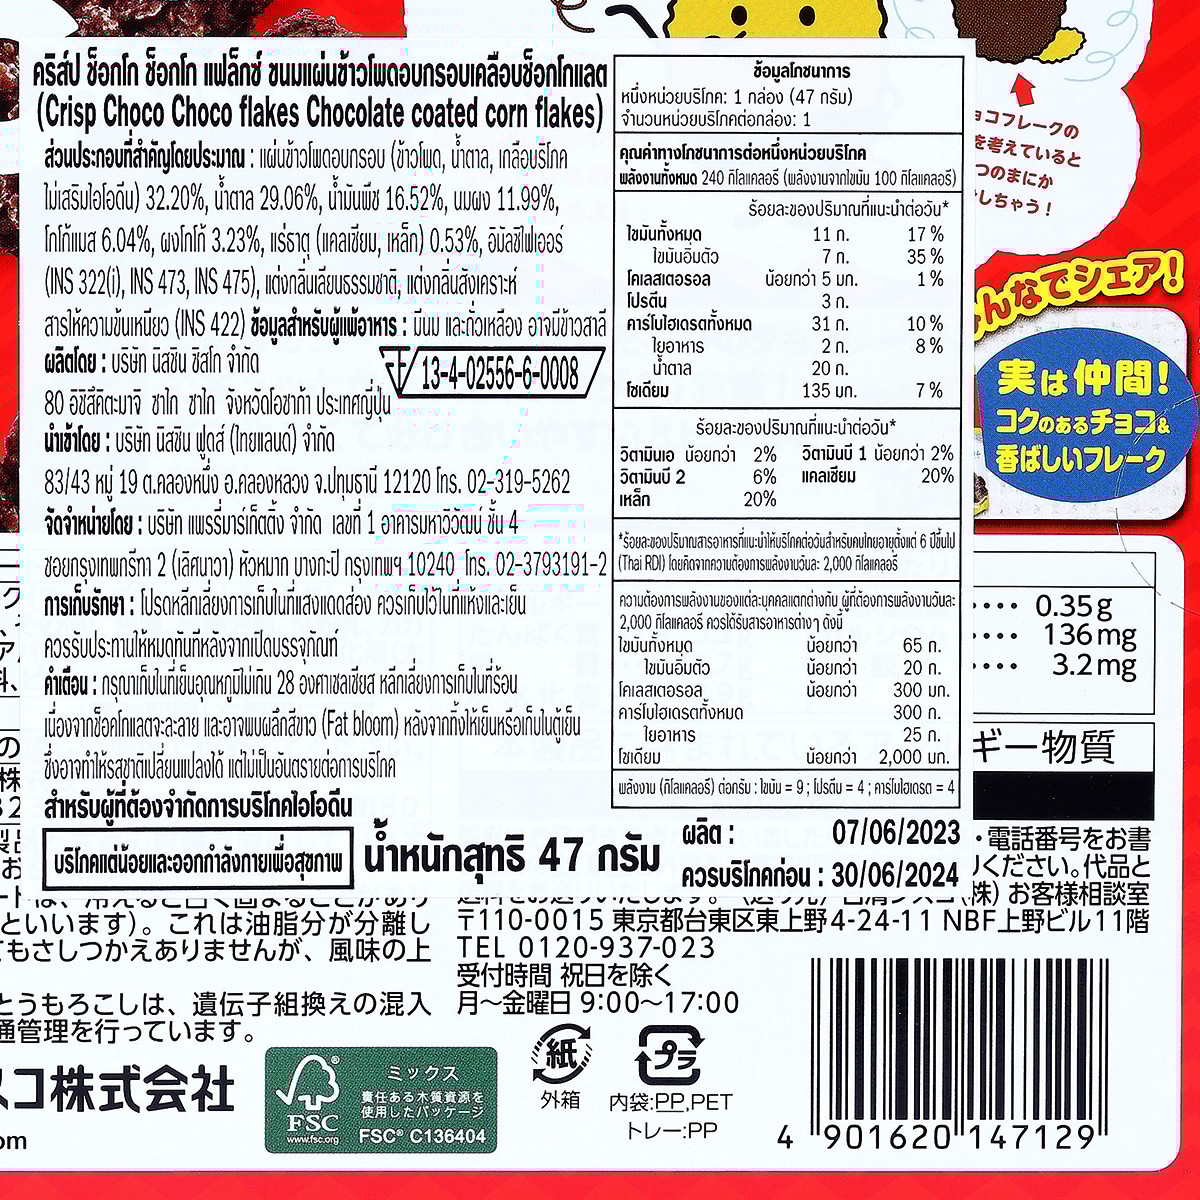 คริสป ช็อกโก ช็อกโก แฟล็กซ์ ขนมแผ่นข้าวโพดอบกรอบเคลือบช็อกโกแลต
(Crisp Choco Choco flakes Chocolate coated corn flakes)
ส่วนประกอบที่สำคัญโดยประมาณ : แผ่นข้าวโพดอบกรอบ (ข้าวโพด, น้ำตาล, เกลือบริโภค
ไม่เสริมไอโอดีน) 32.20%, น้ำตาล 29.06%, น้ำมันพืช 16.52%, นมผง 11.99%,
โกโก้แมส 6.04%, ผงโกโก้ 3.23%, แร่ธาตุ (แคลเซียม, เหล็ก) 0.53%, อิมัลซิไฟเออร์
(INS 322(i), INS 473, INS 475), แต่งกลิ่นเลียนธรรมชาติ, แต่งกลิ่นสังเคราะห์
สารให้ความข้นเหนียว (INS 422) ข้อมูลสำหรับผู้แพ้อาหาร : มีนม และถั่วเหลือง อาจมีข้าวสาลี
ผลิตโดย : บริษัท นิสชิน ซิสโก จำกัด
13-4-02556-6-0008
80 อิชิสึคิตะมาจิ ซาไก ซาไก จังหวัดโอซาก้า ประเทศญี่ปุ่น
นำเข้าโดย : บริษัท นิสชิน ฟูดส์ (ไทยแลนด์) จำกัด
83/43 หมู่ 19 ต.คลองหนึ่ง อ.คลองหลวง จ.ปทุมธานี 12120 โทร. 02-319-5262
จัดจำหน่ายโดย : บริษัท แพรรี่มาร์เก็ตติ้ง จำกัด เลขที่ 1 อาคารมหาวิวัฒน์ ชั้น 4
ซอยกรุงเทพกรีฑา 2 (เลิศนาวา) หัวหมาก บางกะปิ กรุงเทพฯ 10240 โทร. 02-3793191-2
การเก็บรักษา : โปรดหลีกเลี่ยงการเก็บในที่แสงแดดส่อง ควรเก็บไว้ในที่แห้งและเย็น
ควรรับประทานให้หมดทันทีหลังจากเปิดบรรจุภัณฑ์
คำเตือน : กรุณาเก็บในที่เย็นอุณหภูมิไม่เกิน 28 องศาเซลเซียส หลีกเลี่ยงการเก็บในที่ร้อน
เนื่องจากช็อคโกแลตจะละลาย และอาจพบผลึกสีขาว (Fat bloom) หลังจากทิ้งให้เย็นหรือเก็บในตู้เย็น
ซึ่งอาจทำให้รสชาติเปลี่ยนแปลงได้ แต่ไม่เป็นอันตรายต่อการบริโภค
สำหรับผู้ที่ต้องจำกัดการบริโภคไอโอดีน
บริโภคแต่น้อยและออกกำลังกายเพื่อสุขภาพ
น้ำหนักสุทธิ 47 กรัม
ผลิต : 07/06/2023
ควรบริโภคก่อน : 30/06/2024
ข้อมูลโภชนาการ
หนึ่งหน่วยบริโภค: 1 กล่อง (47 กรัม)
จำนวนหน่วยบริโภคต่อกล่อง: 1
คุณค่าทางโภชนาการต่อหนึ่งหน่วยบริโภค
พลังงานทั้งหมด 240 กิโลแคลอรี (พลังงานจากไขมัน 100 กิโลแคลอรี)
ร้อยละของปริมาณที่แนะนำต่อวัน*
ไขมันทั้งหมด 11 ก. 17 %
ไขมันอิ่มตัว 7 ก. 35 %
โคเลสเตอรอล น้อยกว่า 5 มก. 1 %
โปรตีน 3 ก.
คาร์โบไฮเดรตทั้งหมด 31 ก. 10 %
ใยอาหาร 2 ก. 8 %
น้ำตาล 20 ก.
โซเดียม 135 มก. 7 %
ร้อยละของปริมาณที่แนะนำต่อวัน*
วิตามินเอ น้อยกว่า 2% วิตามินบี 1 น้อยกว่า 2%
วิตามินบี 2 6% แคลเซียม 20%
เหล็ก 20%
*ร้อยละของปริมาณสารอาหารที่แนะนำให้บริโภคต่อวันสำหรับคนไทยอายุตั้งแต่ 6 ปีขึ้นไป
(Thai RDI) โดยคิดจากความต้องการพลังงานวันละ 2,000 กิโลแคลอรี
ความต้องการพลังงานของแต่ละบุคคลแตกต่างกัน ผู้ที่ต้องการพลังงานวันละ
2,000 กิโลแคลอรี ควรได้รับสารอาหารต่างๆ ดังนี้
ไขมันทั้งหมด น้อยกว่า 65 ก.
ไขมันอิ่มตัว น้อยกว่า 20 ก.
โคเลสเตอรอล น้อยกว่า 300 มก.
คาร์โบไฮเดรตทั้งหมด 300 ก.
ใยอาหาร 25 ก.
โซเดียม น้อยกว่า 2,000 มก.
พลังงาน (กิโลแคลอรี) ต่อกรัม : ไขมัน = 9 ; โปรตีน = 4 ; คาร์โบไฮเดรต = 4
コフレークの
を考えていると
つのまにか
しちゃう！
んなでシェア！
実は仲間！
コクのあるチョコ&
香ばしいフレーク
0.35g
136mg
3.2mg
ギー物質
・電話番号をお書
ください。代品と
株) お客様相談室
〒110-0015 東京都台東区東上野4-24-11 NBF上野ビル11階
TEL 0120-937-023
受付時間 祝日を除く
月〜金曜日 9:00〜17:00
といいます)。これは油脂分が分離し
てもさしつかえありませんが、風味の上
とうもろこしは、遺伝子組換えの混入
通管理を行っています。
スコ株式会社
om
FSC
www.fsc.org
ミックス
責任ある木質資源を
使用したパッケージ
FSC® C136404
紙
外箱
プラ
内袋:PP,PET
トレー:PP
4 901620 147129